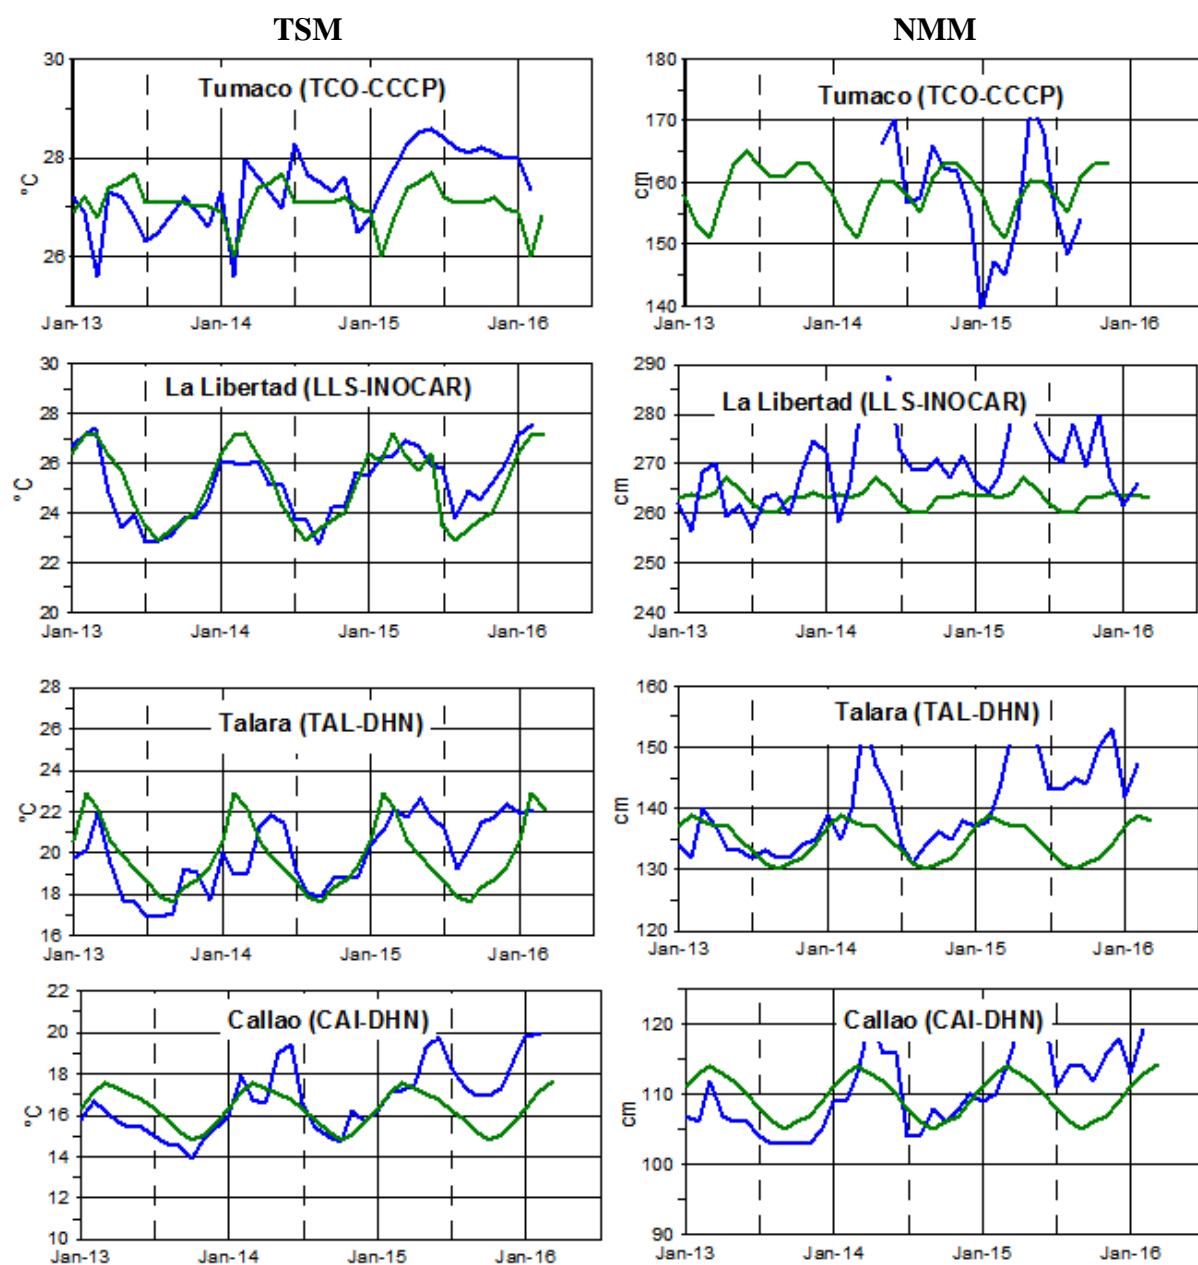 TSM
NMM
30
28
26
°C
Tumaco (TCO-CCCP)
Jan-13 Jan-14 Jan-15 Jan-16
180
170
160
150
140
cm
Tumaco (TCO-CCCP)
Jan-13 Jan-14 Jan-15 Jan-16
30
28
26
24
22
20
°C
La Libertad (LLS-INOCAR)
Jan-13 Jan-14 Jan-15 Jan-16
290
280
270
260
250
240
cm
La Libertad (LLS-INOCAR)
Jan-13 Jan-14 Jan-15 Jan-16
28
26
24
22
20
18
16
°C
Talara (TAL-DHN)
Jan-13 Jan-14 Jan-15 Jan-16
160
150
140
130
120
cm
Talara (TAL-DHN)
Jan-13 Jan-14 Jan-15 Jan-16
22
20
18
16
14
12
10
°C
Callao (CAI-DHN)
Jan-13 Jan-14 Jan-15 Jan-16
120
110
100
90
cm
Callao (CAI-DHN)
Jan-13 Jan-14 Jan-15 Jan-16